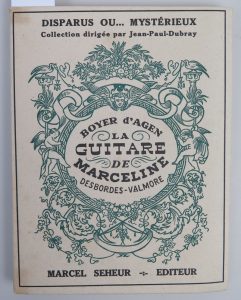 DISPARUS OU... MYSTÉRIEUX
Collection dirigée par Jean-Paul-Dubray
BOYER d'AGEN
LA
GUITARE
DE
MARCELINE
DESBORDES-VALMORE
MARCEL SEHEUR - EDITEUR